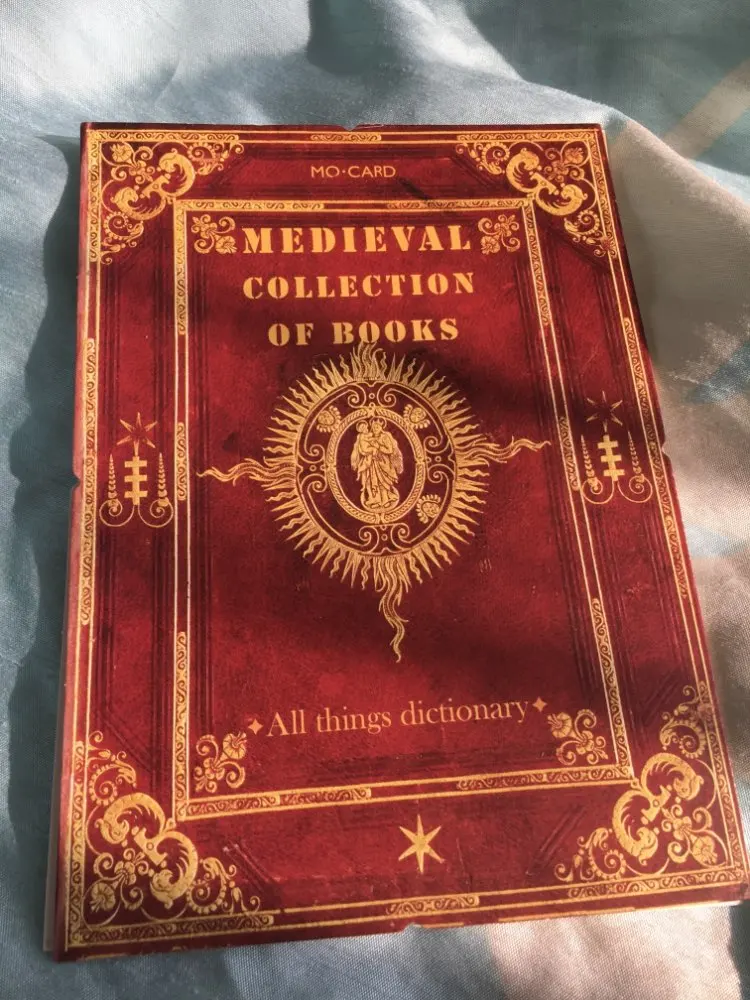 MO·CARD
MEDIEVAL
COLLECTION
OF BOOKS
All things dictionary